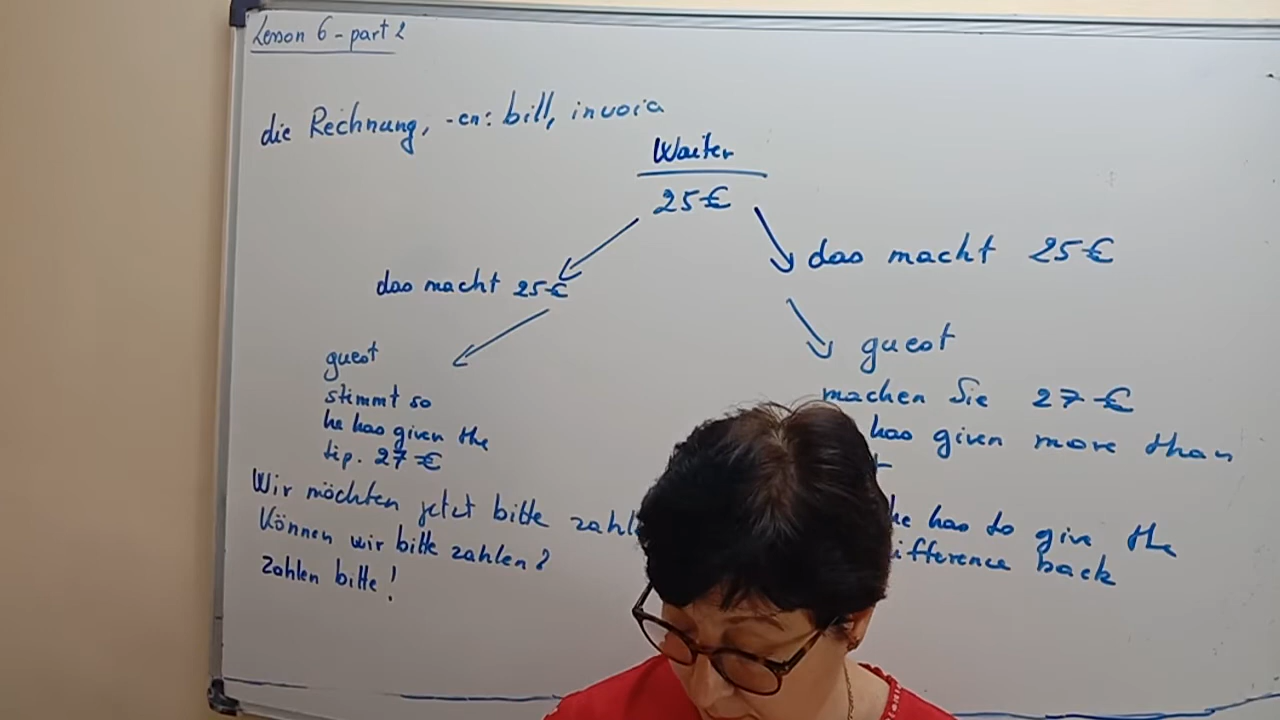 Lesson 6 - part 2
die Rechnung, -en: bill, invoia
Waiter
25€
das macht 25€
guest
stimmt so
he has given the
tip. 27€
das macht 25€
guest
machen Sie 27€
has given more than
he has to give the
difference back
Wir möchten jetzt bitte
Können wir bitte zahlen?
Zahlen bitte!